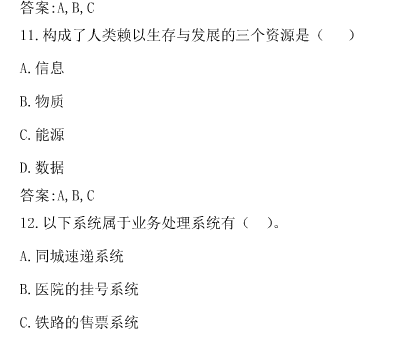 答案:A,B,C
11.构成了人类赖以生存与发展的三个资源是（   ）
A.信息
B.物质
C.能源
D.数据
答案:A,B,C
12.以下系统属于业务处理系统有（  )。
A.同城速递系统
B.医院的挂号系统
C.铁路的售票系统